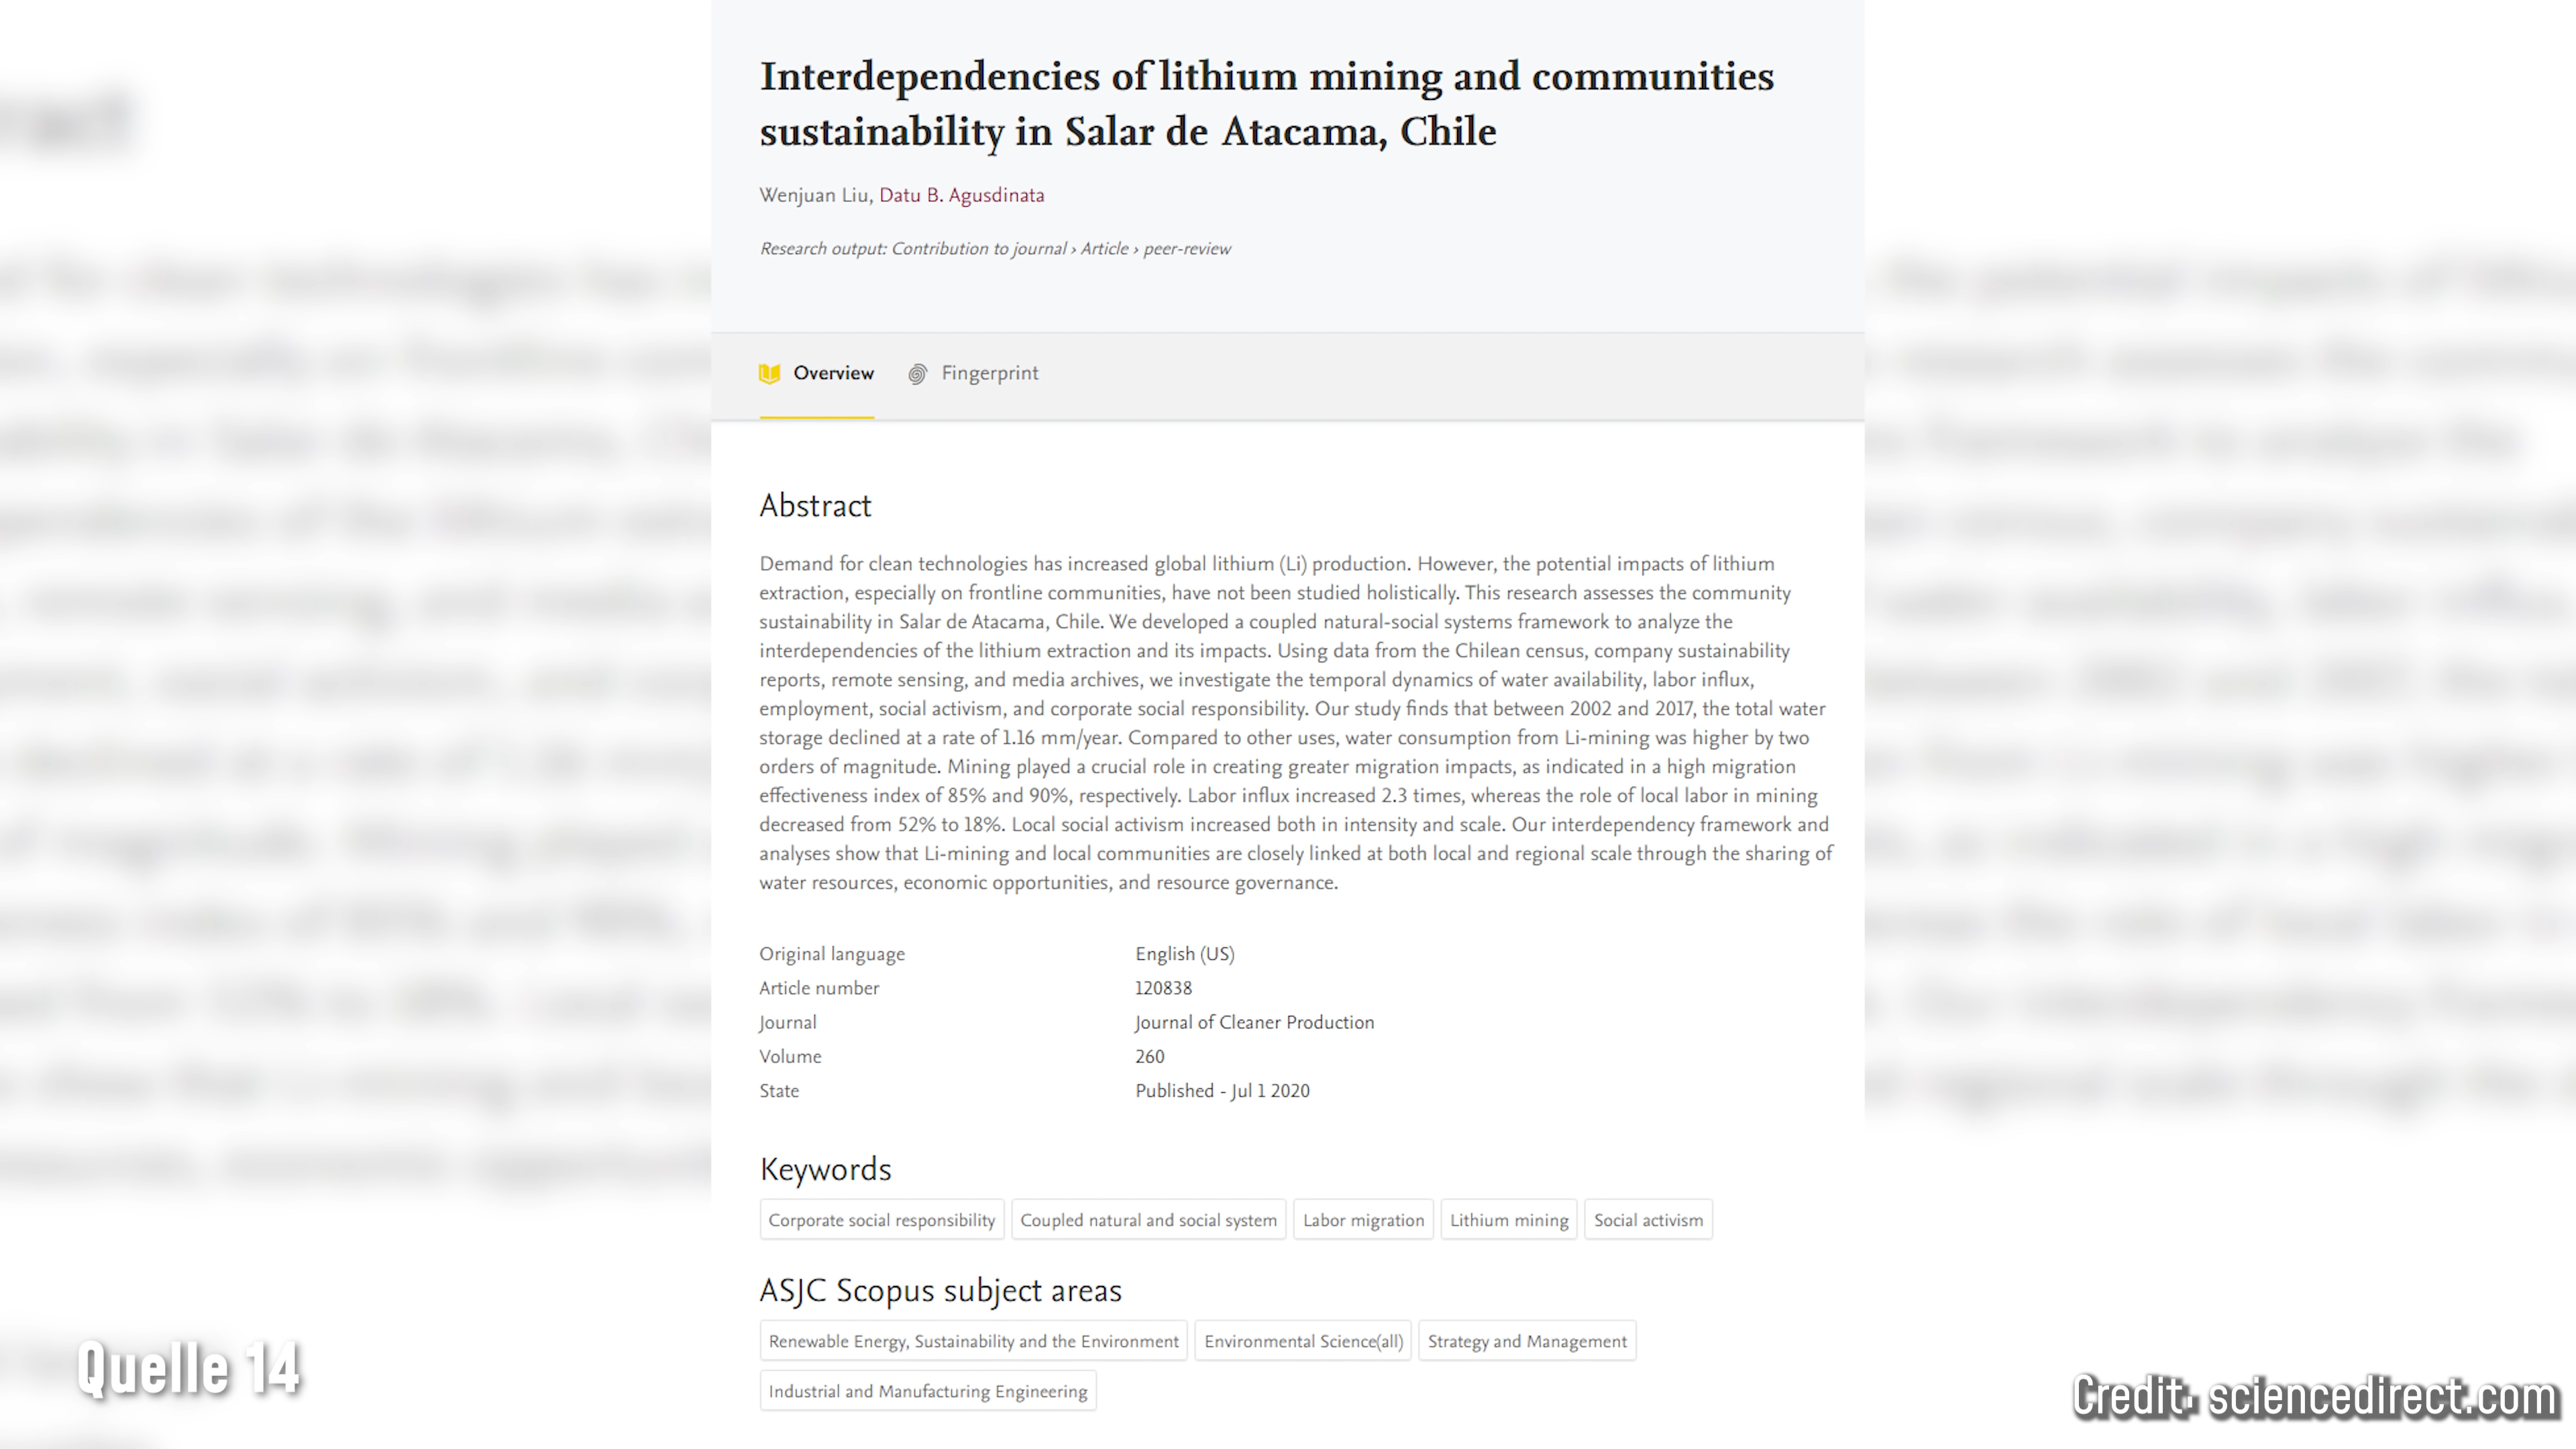 Interdependencies of lithium mining and communities
sustainability in Salar de Atacama, Chile
Wenjuan Liu, Datu B. Agusdinata
Research output: Contribution to journal › Article › peer-review
Overview
Fingerprint
Abstract
Demand for clean technologies has increased global lithium (Li) production. However, the potential impacts of lithium
extraction, especially on frontline communities, have not been studied holistically. This research assesses the community
sustainability in Salar de Atacama, Chile. We developed a coupled natural-social systems framework to analyze the
interdependencies of the lithium extraction and its impacts. Using data from the Chilean census, company sustainability
reports, remote sensing, and media archives, we investigate the temporal dynamics of water availability, labor influx,
employment, social activism, and corporate social responsibility. Our study finds that between 2002 and 2017, the total water
storage declined at a rate of 1.16 mm/year. Compared to other uses, water consumption from Li-mining was higher by two
orders of magnitude. Mining played a crucial role in creating greater migration impacts, as indicated in a high migration
effectiveness index of 85% and 90%, respectively. Labor influx increased 2.3 times, whereas the role of local labor in mining
decreased from 52% to 18%. Local social activism increased both in intensity and scale. Our interdependency framework and
analyses show that Li-mining and local communities are closely linked at both local and regional scale through the sharing of
water resources, economic opportunities, and resource governance.
Original language English (US)
Article number 120838
Journal Journal of Cleaner Production
Volume 260
State Published - Jul 1 2020
Keywords
Corporate social responsibility Coupled natural and social system Labor migration Lithium mining Social activism
ASJC Scopus subject areas
Renewable Energy, Sustainability and the Environment Environmental Science(all) Strategy and Management
Industrial and Manufacturing Engineering
Quelle 14
Credit: sciencedirect.com